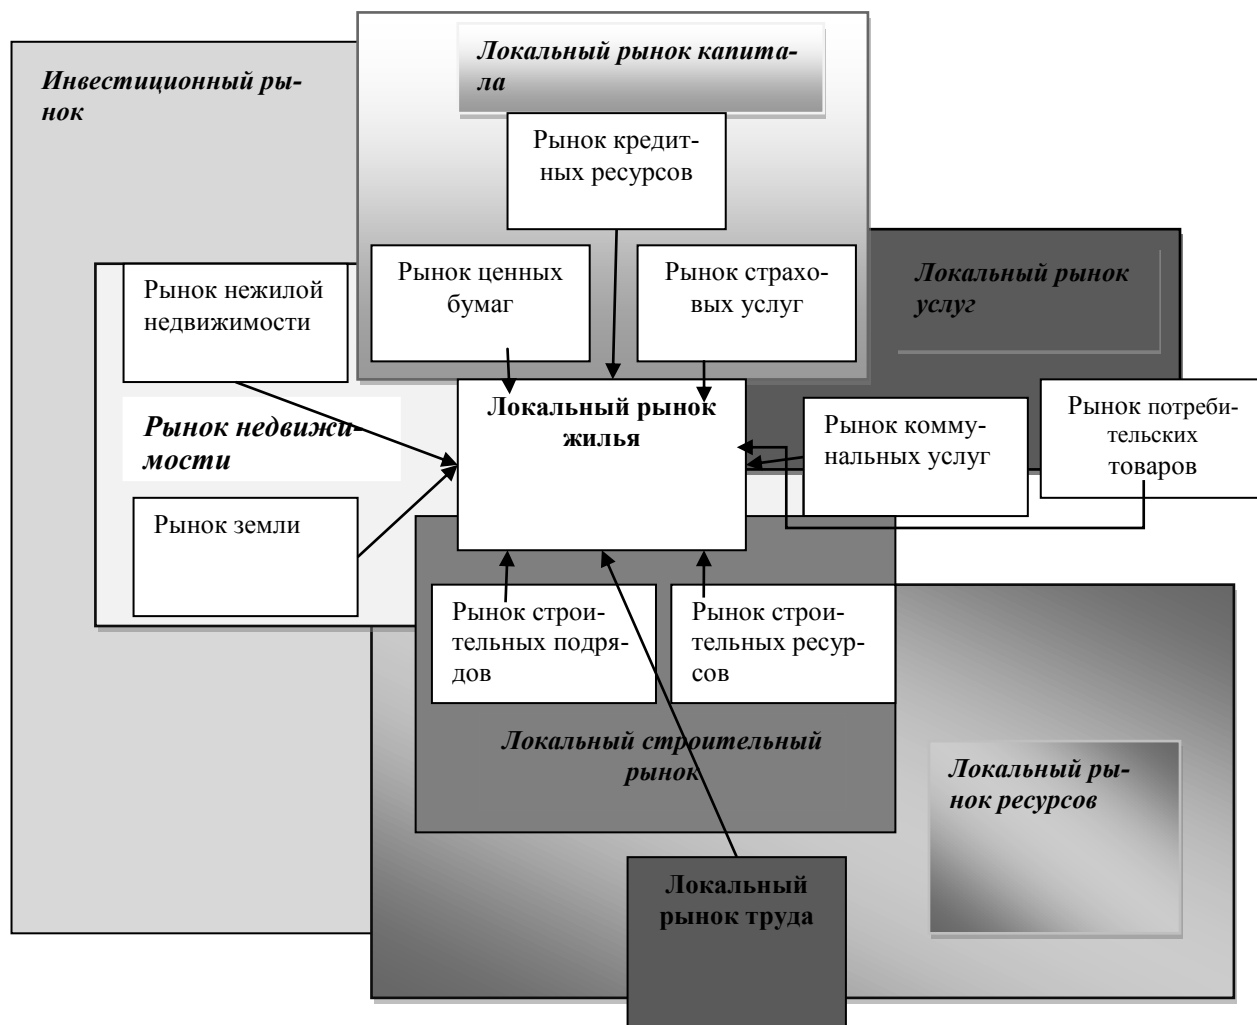 Локальный рынок капита-
ла
Инвестиционный ры-
нок
Рынок кредит-
ных ресурсов
Рынок ценных
бумаг
Рынок страхо-
вых услуг
Локальный рынок
услуг
Рынок нежилой
недвижимости
Локальный рынок
жилья
Рынок недвижи-
мости
Рынок комму-
нальных услуг
Рынок потреби-
тельских
товаров
Рынок земли
Рынок строи-
тельных подря-
дов
Рынок строи-
тельных ресур-
сов
Локальный строительный
рынок
Локальный ры-
нок ресурсов
Локальный
рынок труда